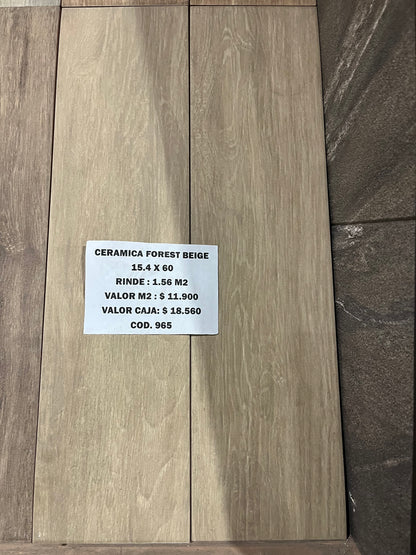 CERAMICA FOREST BEIGE
15.4 X 60
RINDE : 1.56 M2
VALOR M2 : $ 11.900
VALOR CAJA: $ 18.560
COD. 965